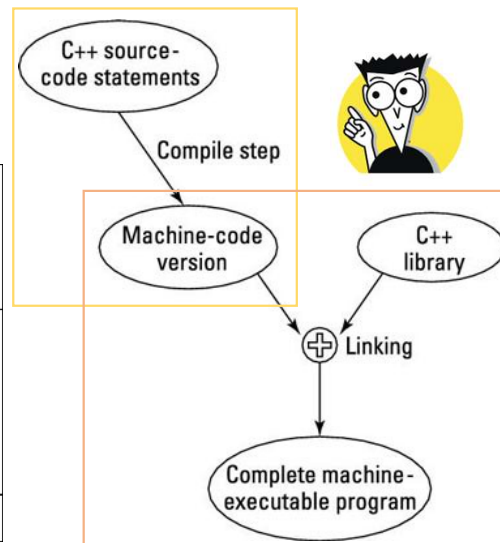 C++ source-
code statements
Compile step
Machine-code
version
C++
library
Linking
Complete machine-
executable program